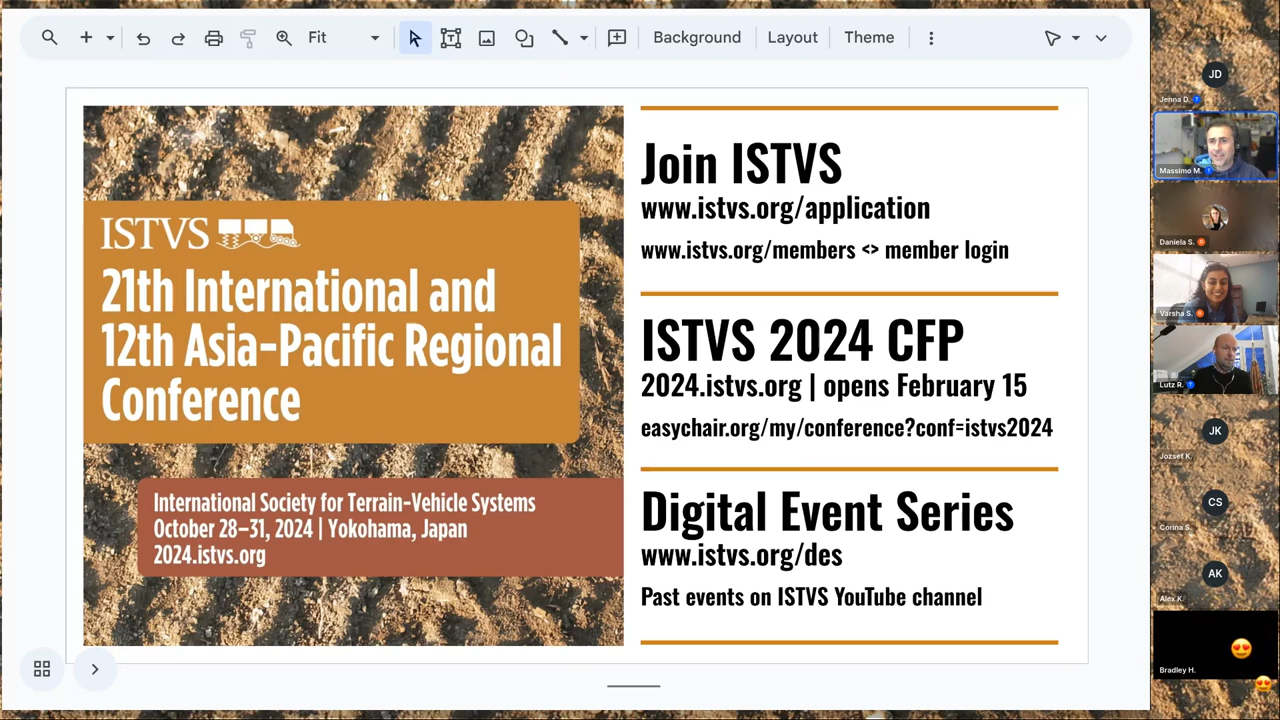 Fit
Background
Layout
Theme
ISTVS
21th International and
12th Asia-Pacific Regional
Conference
International Society for Terrain-Vehicle Systems
October 28–31, 2024 | Yokohama, Japan
2024.istvs.org
Join ISTVS
www.istvs.org/application
www.istvs.org/members <> member login
ISTVS 2024 CFP
2024.istvs.org | opens February 15
easychair.org/my/conference?conf=istvs2024
Digital Event Series
www.istvs.org/des
Past events on ISTVS YouTube channel
JD
Jenna D.
Massimo M.
Daniela S.
Varsha S.
Lutz R.
JK
Jozsef K.
CS
Corina S.
AK
Alex K.
Bradley H.